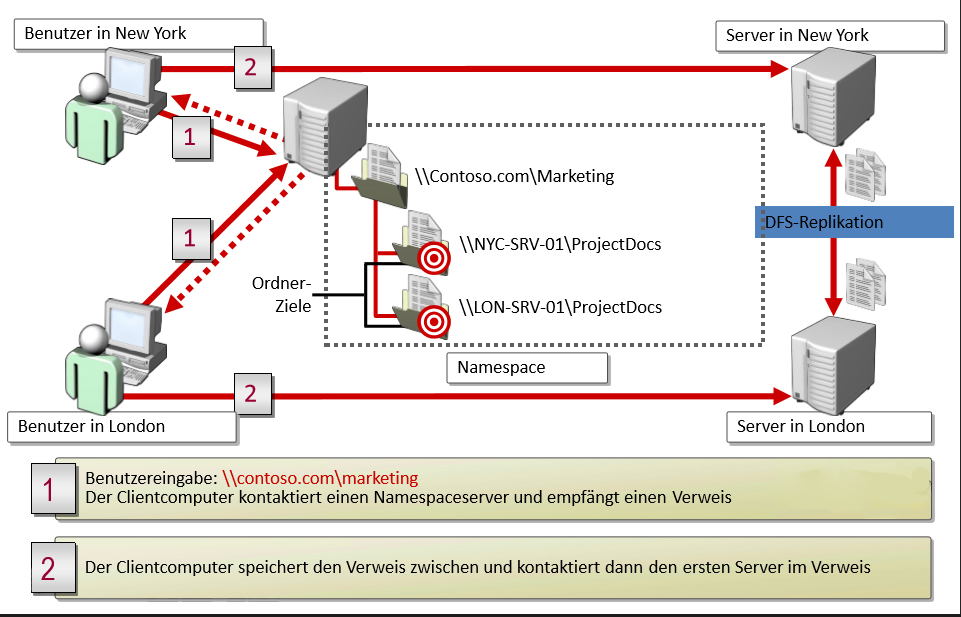 Benutzer in New York
Server in New York
2
1
\\Contoso.com\Marketing
DFS-Replikation
1
\\NYC-SRV-01\ProjectDocs
Ordner-
Ziele
\\LON-SRV-01\ProjectDocs
Namespace
2
Benutzer in London
Server in London
1
Benutzereingabe: \\contoso.com\marketing
Der Clientcomputer kontaktiert einen Namespaceserver und empfängt einen Verweis
2
Der Clientcomputer speichert den Verweis zwischen und kontaktiert dann den ersten Server im Verweis